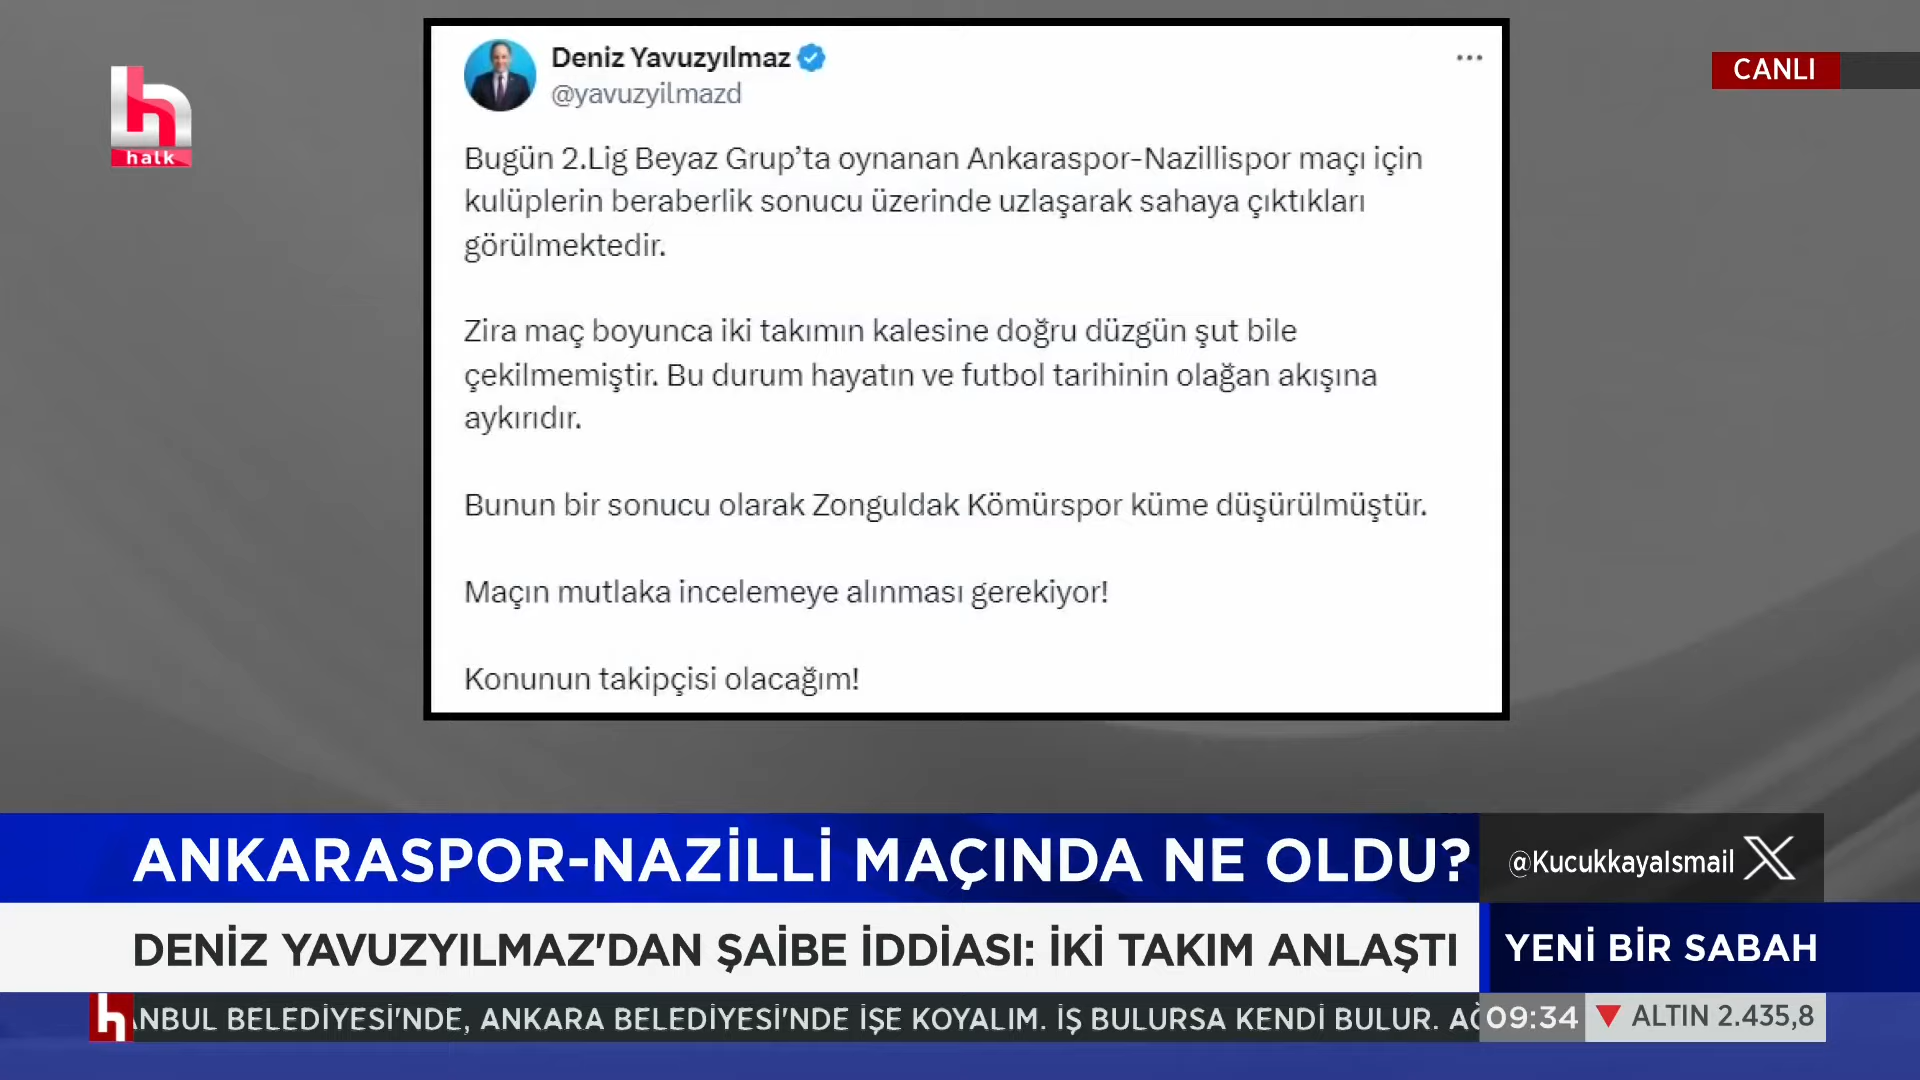 halk
CANLI
Deniz Yavuzyılmaz
@yavuzyilmazd
Bugün 2.Lig Beyaz Grup’ta oynanan Ankaraspor-Nazillispor maçı için
kulüplerin beraberlik sonucu üzerinde uzlaşarak sahaya çıktıkları
görülmektedir.
Zira maç boyunca iki takımın kalesine doğru düzgün şut bile
çekilmemiştir. Bu durum hayatın ve futbol tarihinin olağan akışına
aykırıdır.
Bunun bir sonucu olarak Zonguldak Kömürspor küme düşürülmüştür.
Maçın mutlaka incelemeye alınması gerekiyor!
Konunun takipçisi olacağım!
ANKARASPOR-NAZİLLİ MAÇINDA NE OLDU?
@KucukkayaIsmail X
DENİZ YAVUZYILMAZ'DAN ŞAİBE İDDİASI: İKİ TAKIM ANLAŞTI
YENİ BİR SABAH
ANBUL BELEDİYESİ'NDE, ANKARA BELEDİYESİ'NDE İŞE KOYALIM. İŞ BULURSA KENDİ BULUR.
09:34
ALTIN 2.435,8